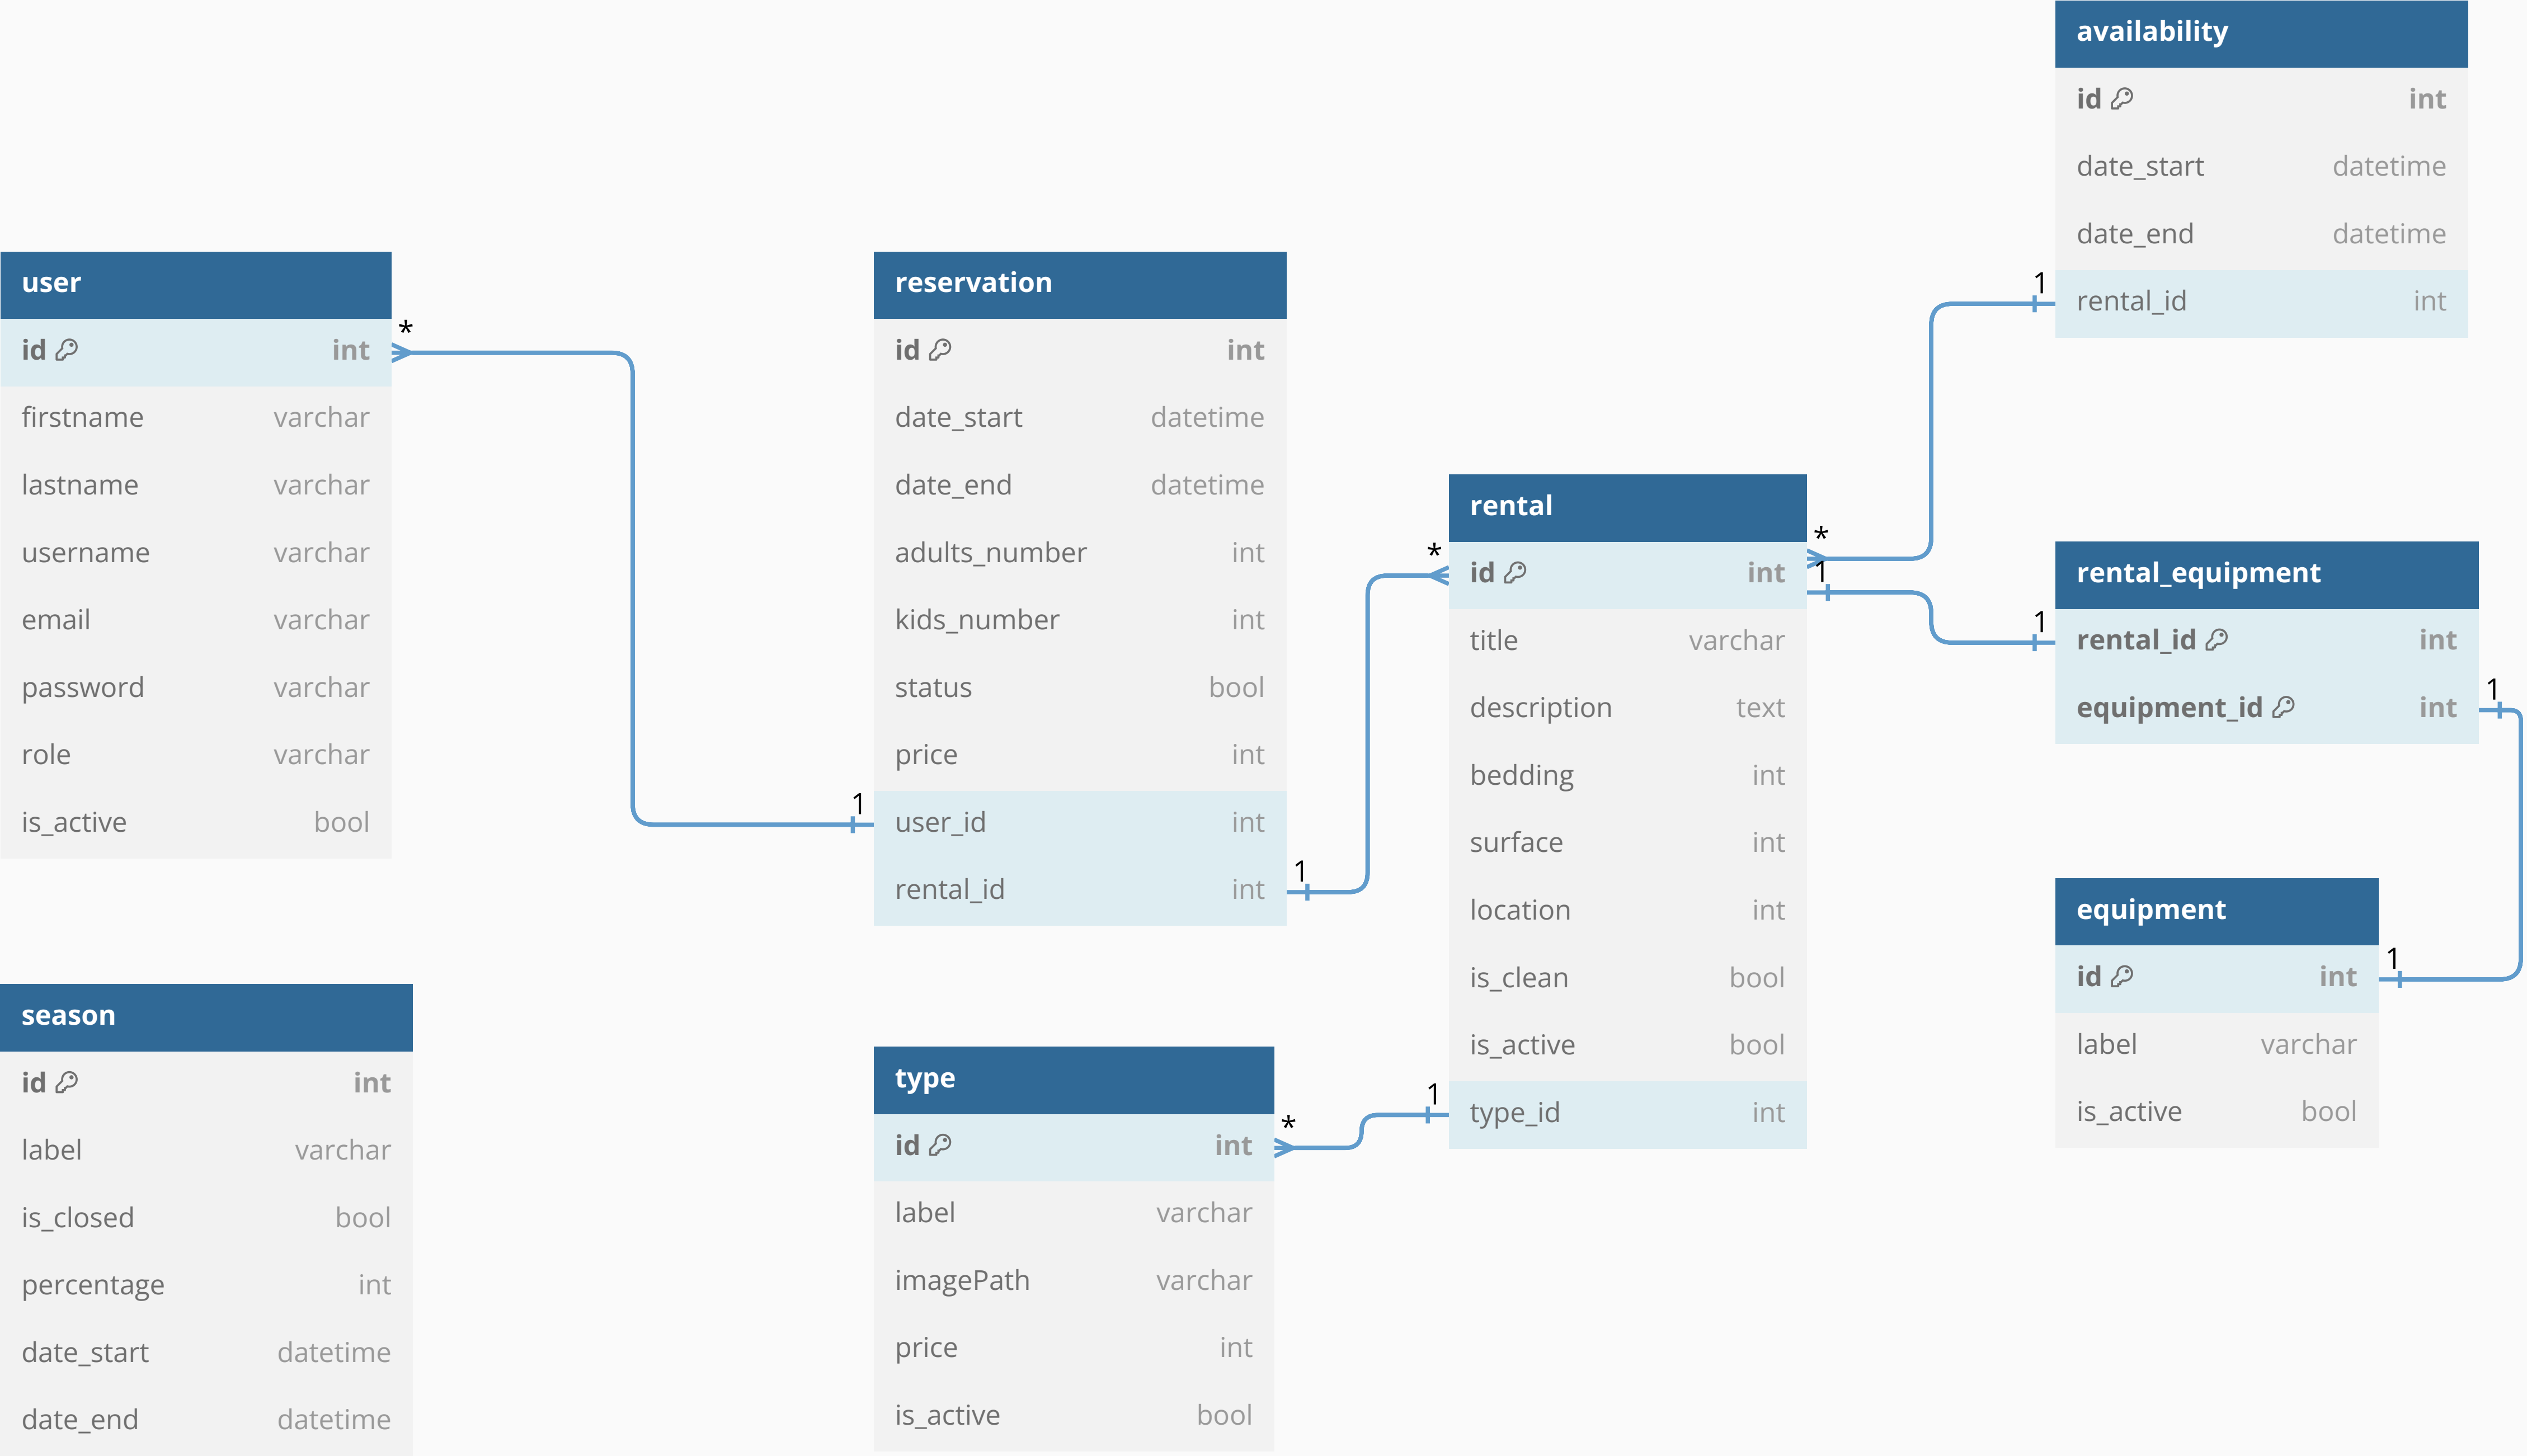 user
id int
firstname varchar
lastname varchar
username varchar
email varchar
password varchar
role varchar
is_active bool
*
1
season
id int
label varchar
is_closed bool
percentage int
date_start datetime
date_end datetime
reservation
id int
date_start datetime
date_end datetime
adults_number int
kids_number int
status bool
price int
user_id int
rental_id int
1
*
type
id int
label varchar
imagePath varchar
price int
is_active bool
*
1
rental
id int
title varchar
description text
bedding int
surface int
location int
is_clean bool
is_active bool
type_id int
*
1
1
1
availability
id int
date_start datetime
date_end datetime
rental_id int
rental_equipment
rental_id int
equipment_id int
1
1
equipment
id int
label varchar
is_active bool